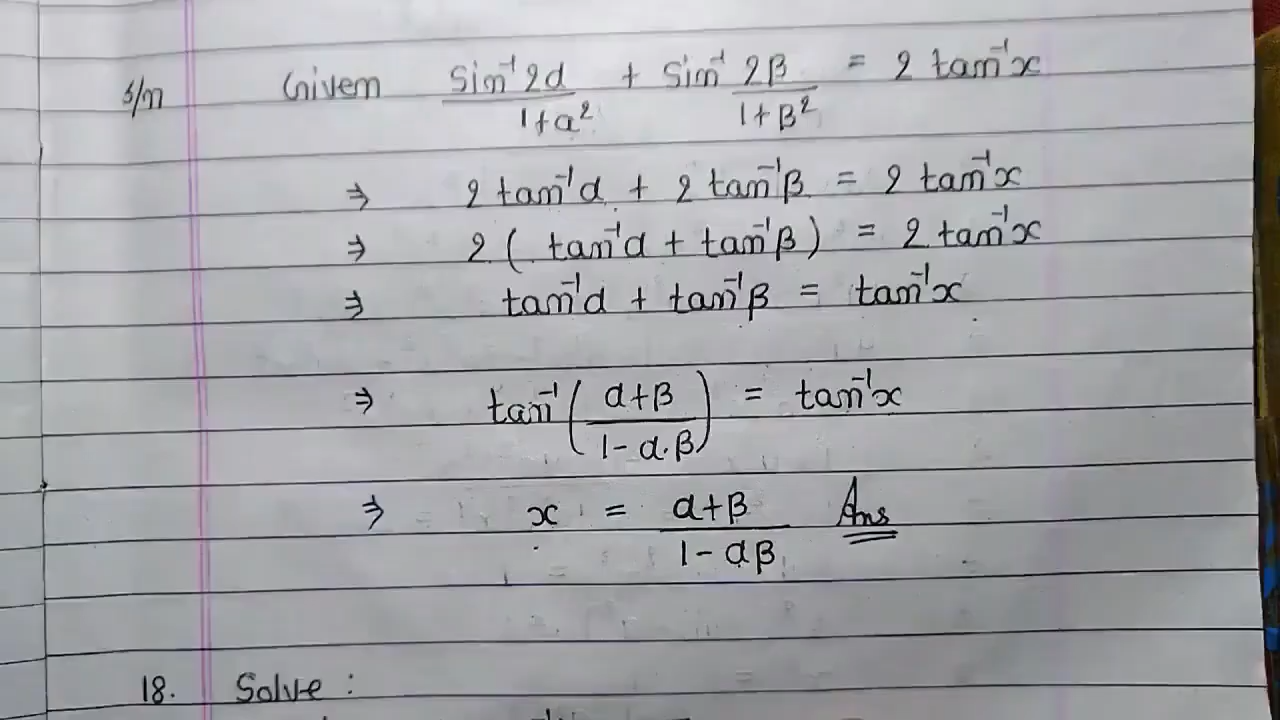 s/n Given sin⁻¹ 2α/1+α² + sin⁻¹ 2β/1+β² = 2 tan⁻¹x
⇒ 2 tan⁻¹α + 2 tan⁻¹β = 2 tan⁻¹x
⇒ 2 ( tan⁻¹α + tan⁻¹β ) = 2 tan⁻¹x
⇒ tan⁻¹α + tan⁻¹β = tan⁻¹x
⇒ tan⁻¹ ( α+β / 1-α.β ) = tan⁻¹x
⇒ x = α+β / 1-αβ Ans
18. Solve :